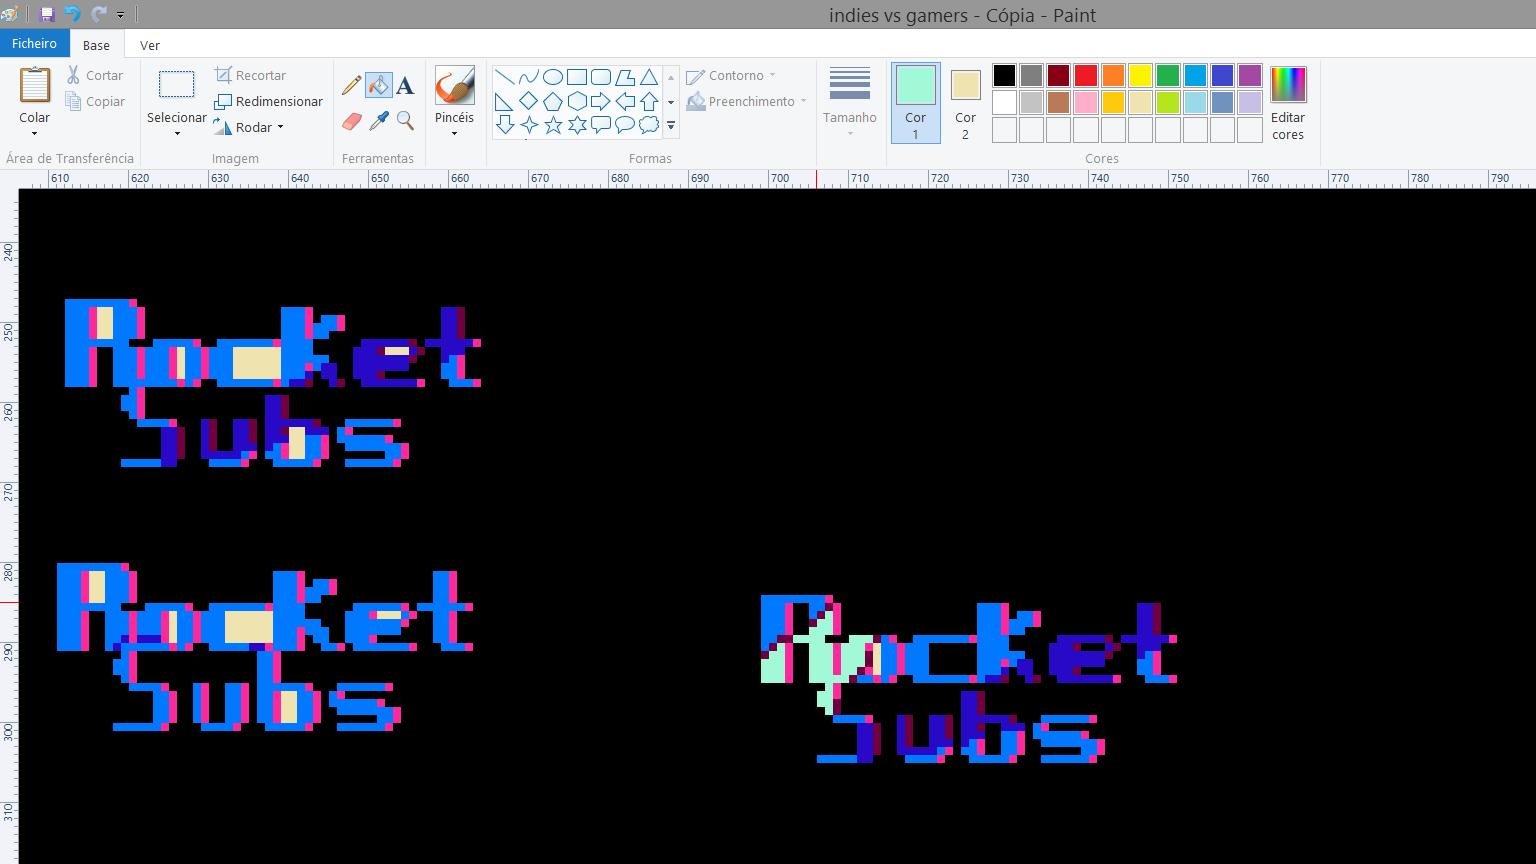 indies vs gamers - Cópia - Paint
Ficheiro Base Ver
Colar
Cortar
Copiar
Área de Transferência
Selecionar
Recortar
Redimensionar
Rodar
Imagem
A
Ferramentas
Pincéis
Contorno
Preenchimento
Formas
Tamanho
Cor 1
Cor 2
Editar cores
Cores
610 620 630 640 650 660 670 680 690 700 710 720 730 740 750 760 770 780 790
240
250
260
270
280
290
300
310
Rocket
Subs
Rocket
Subs
Rocket
Subs